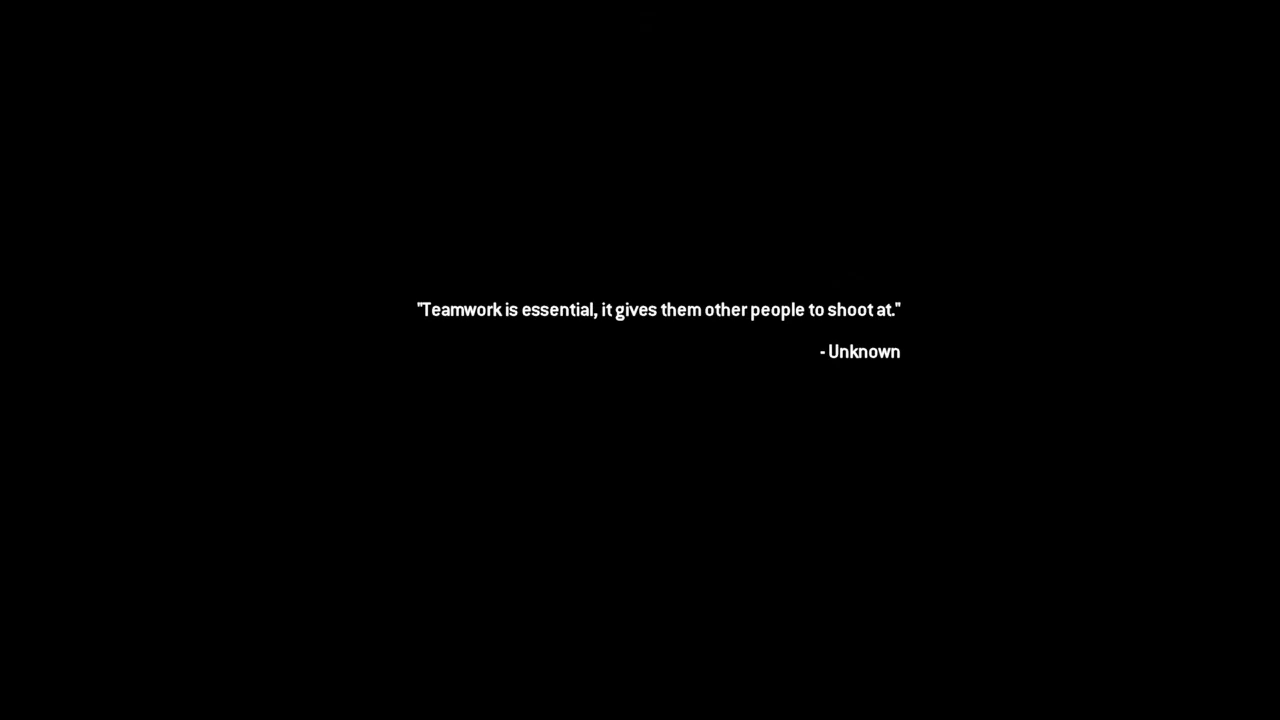 "Teamwork is essential, it gives them other people to shoot at."
- Unknown